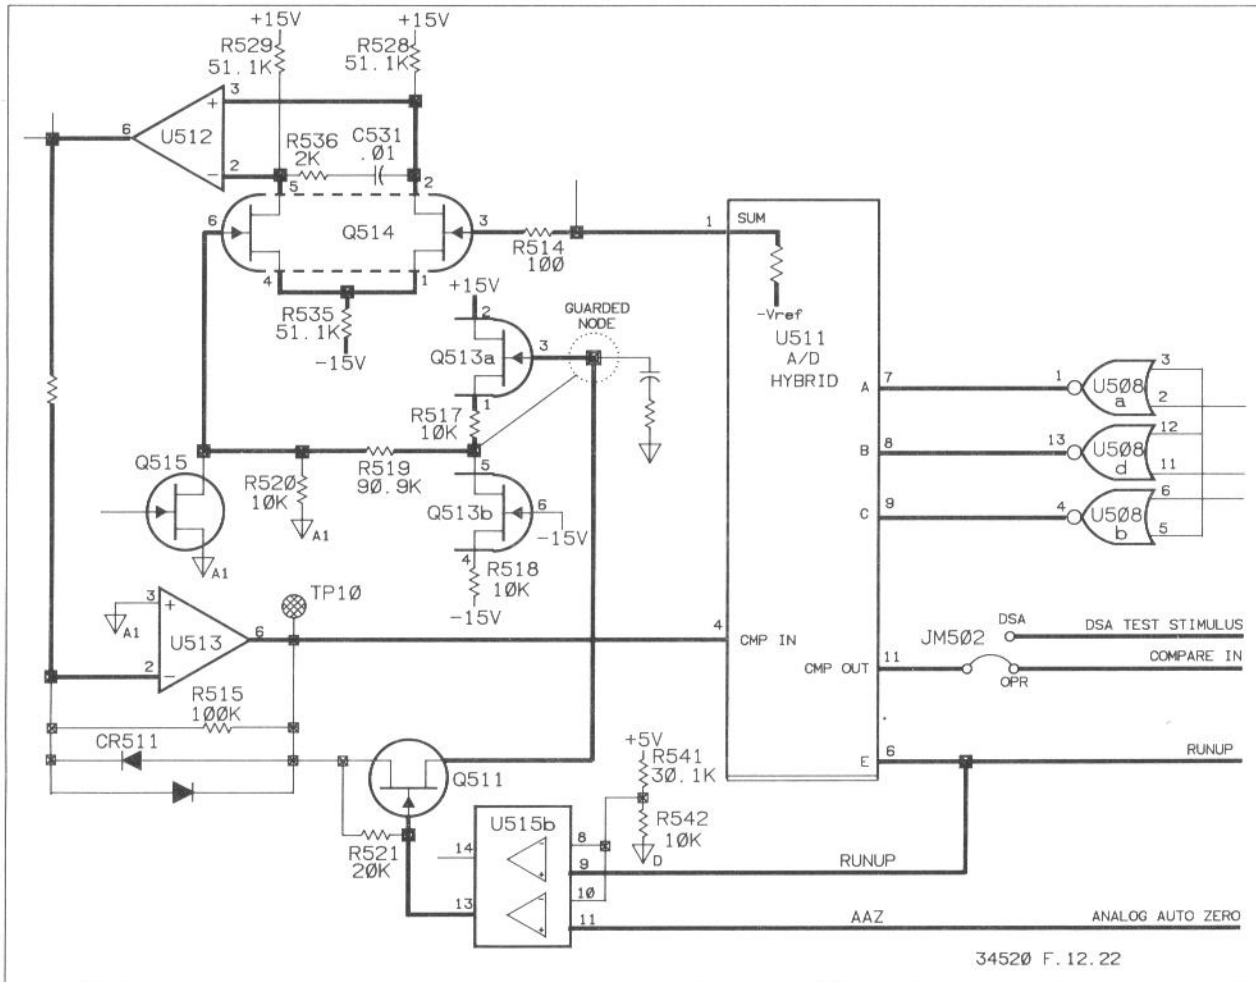 +15V
+15V
R529
51.1K
R528
51.1K
3
+
U512
6
−
2
R536
2K
C531
.01
5
2
6
Q514
3
4
1
R514
100
1
SUM
-Vref
U511
A/D
HYBRID
R535
51.1K
-15V
+15V
2
Q513a
3
1
GUARDED
NODE
R517
10K
A
7
1
U508
a
3
2
B
8
13
U508
d
12
11
C
9
4
U508
b
6
5
Q515
R520
10K
A1
R519
90.9K
5
Q513b
6
-15V
4
R518
10K
-15V
A1
3
+
A1
U513
6
2
−
TP10
4
CMP IN
CMP OUT
11
JM502
DSA
OPR
DSA TEST STIMULUS
COMPARE IN
R515
100K
CR511
Q511
R521
20K
+5V
R541
30.1K
R542
10K
D
E
6
RUNUP
U515b
14
-
+
8
9
RUNUP
13
-
+
10
11
AAZ
ANALOG AUTO ZERO
34520 F.12.22